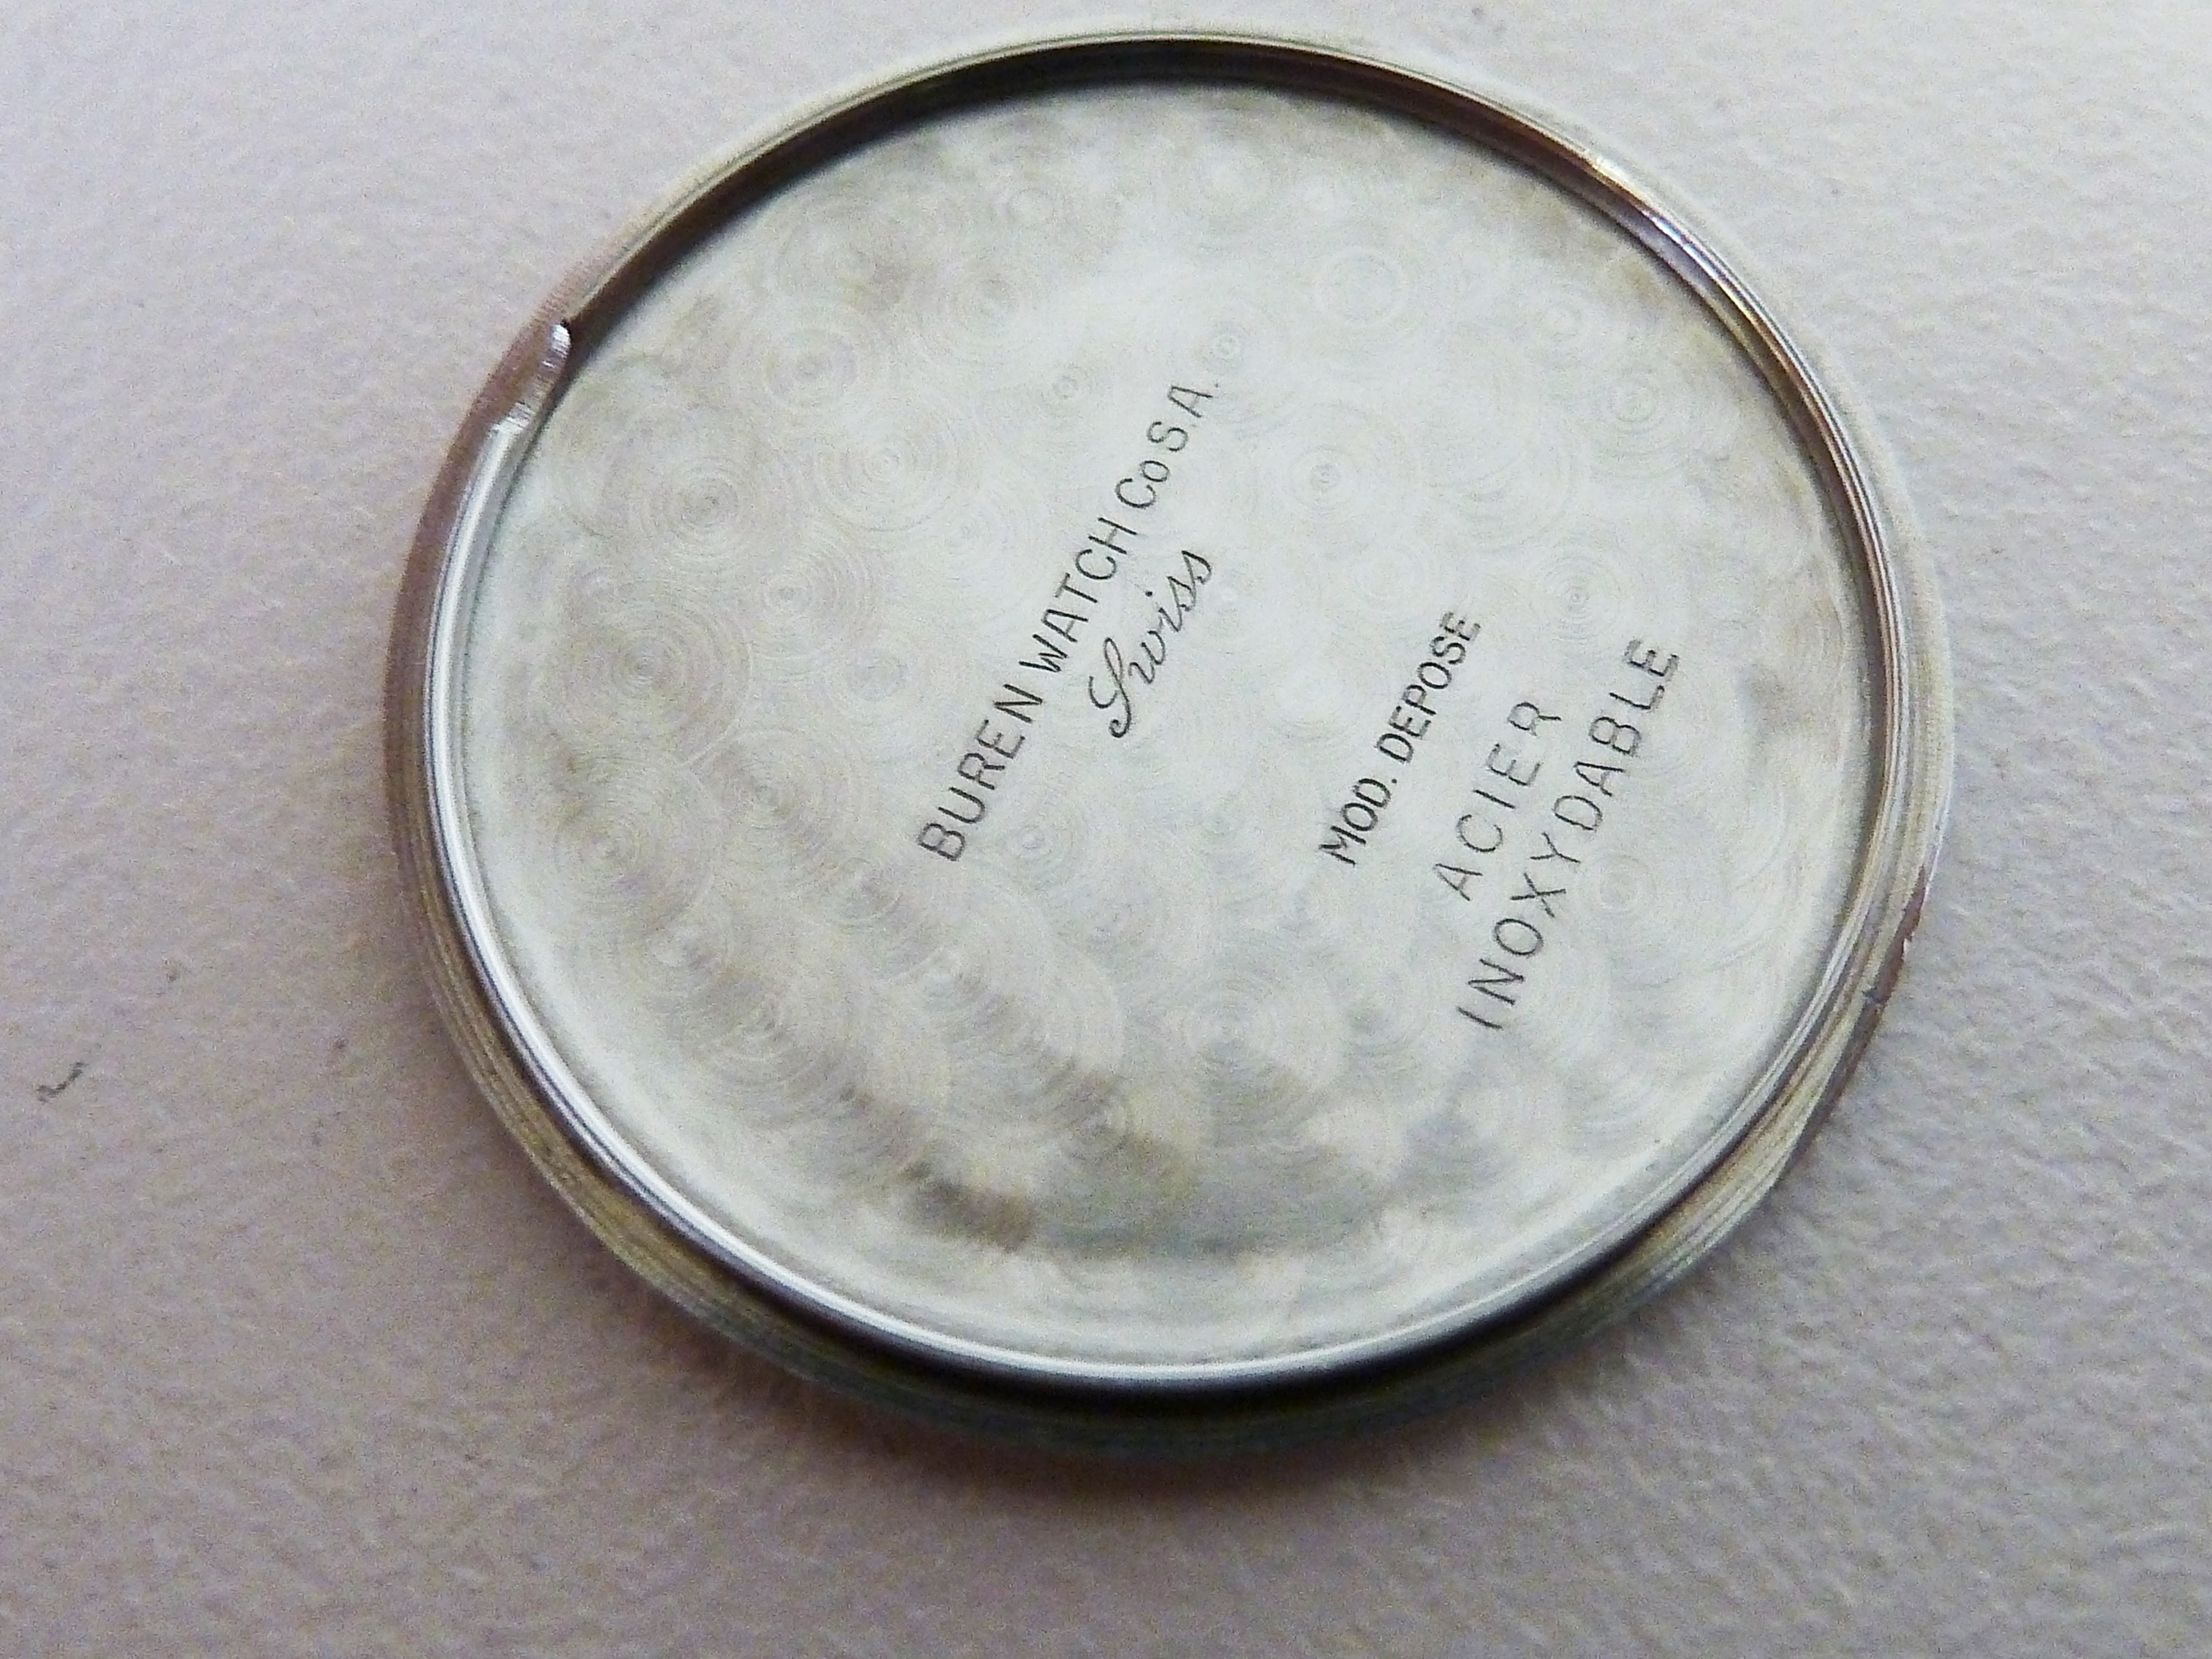 BUREN WATCH Co S.A.
Swiss
MOD. DEPOSE
ACIER
INOXYDABLE